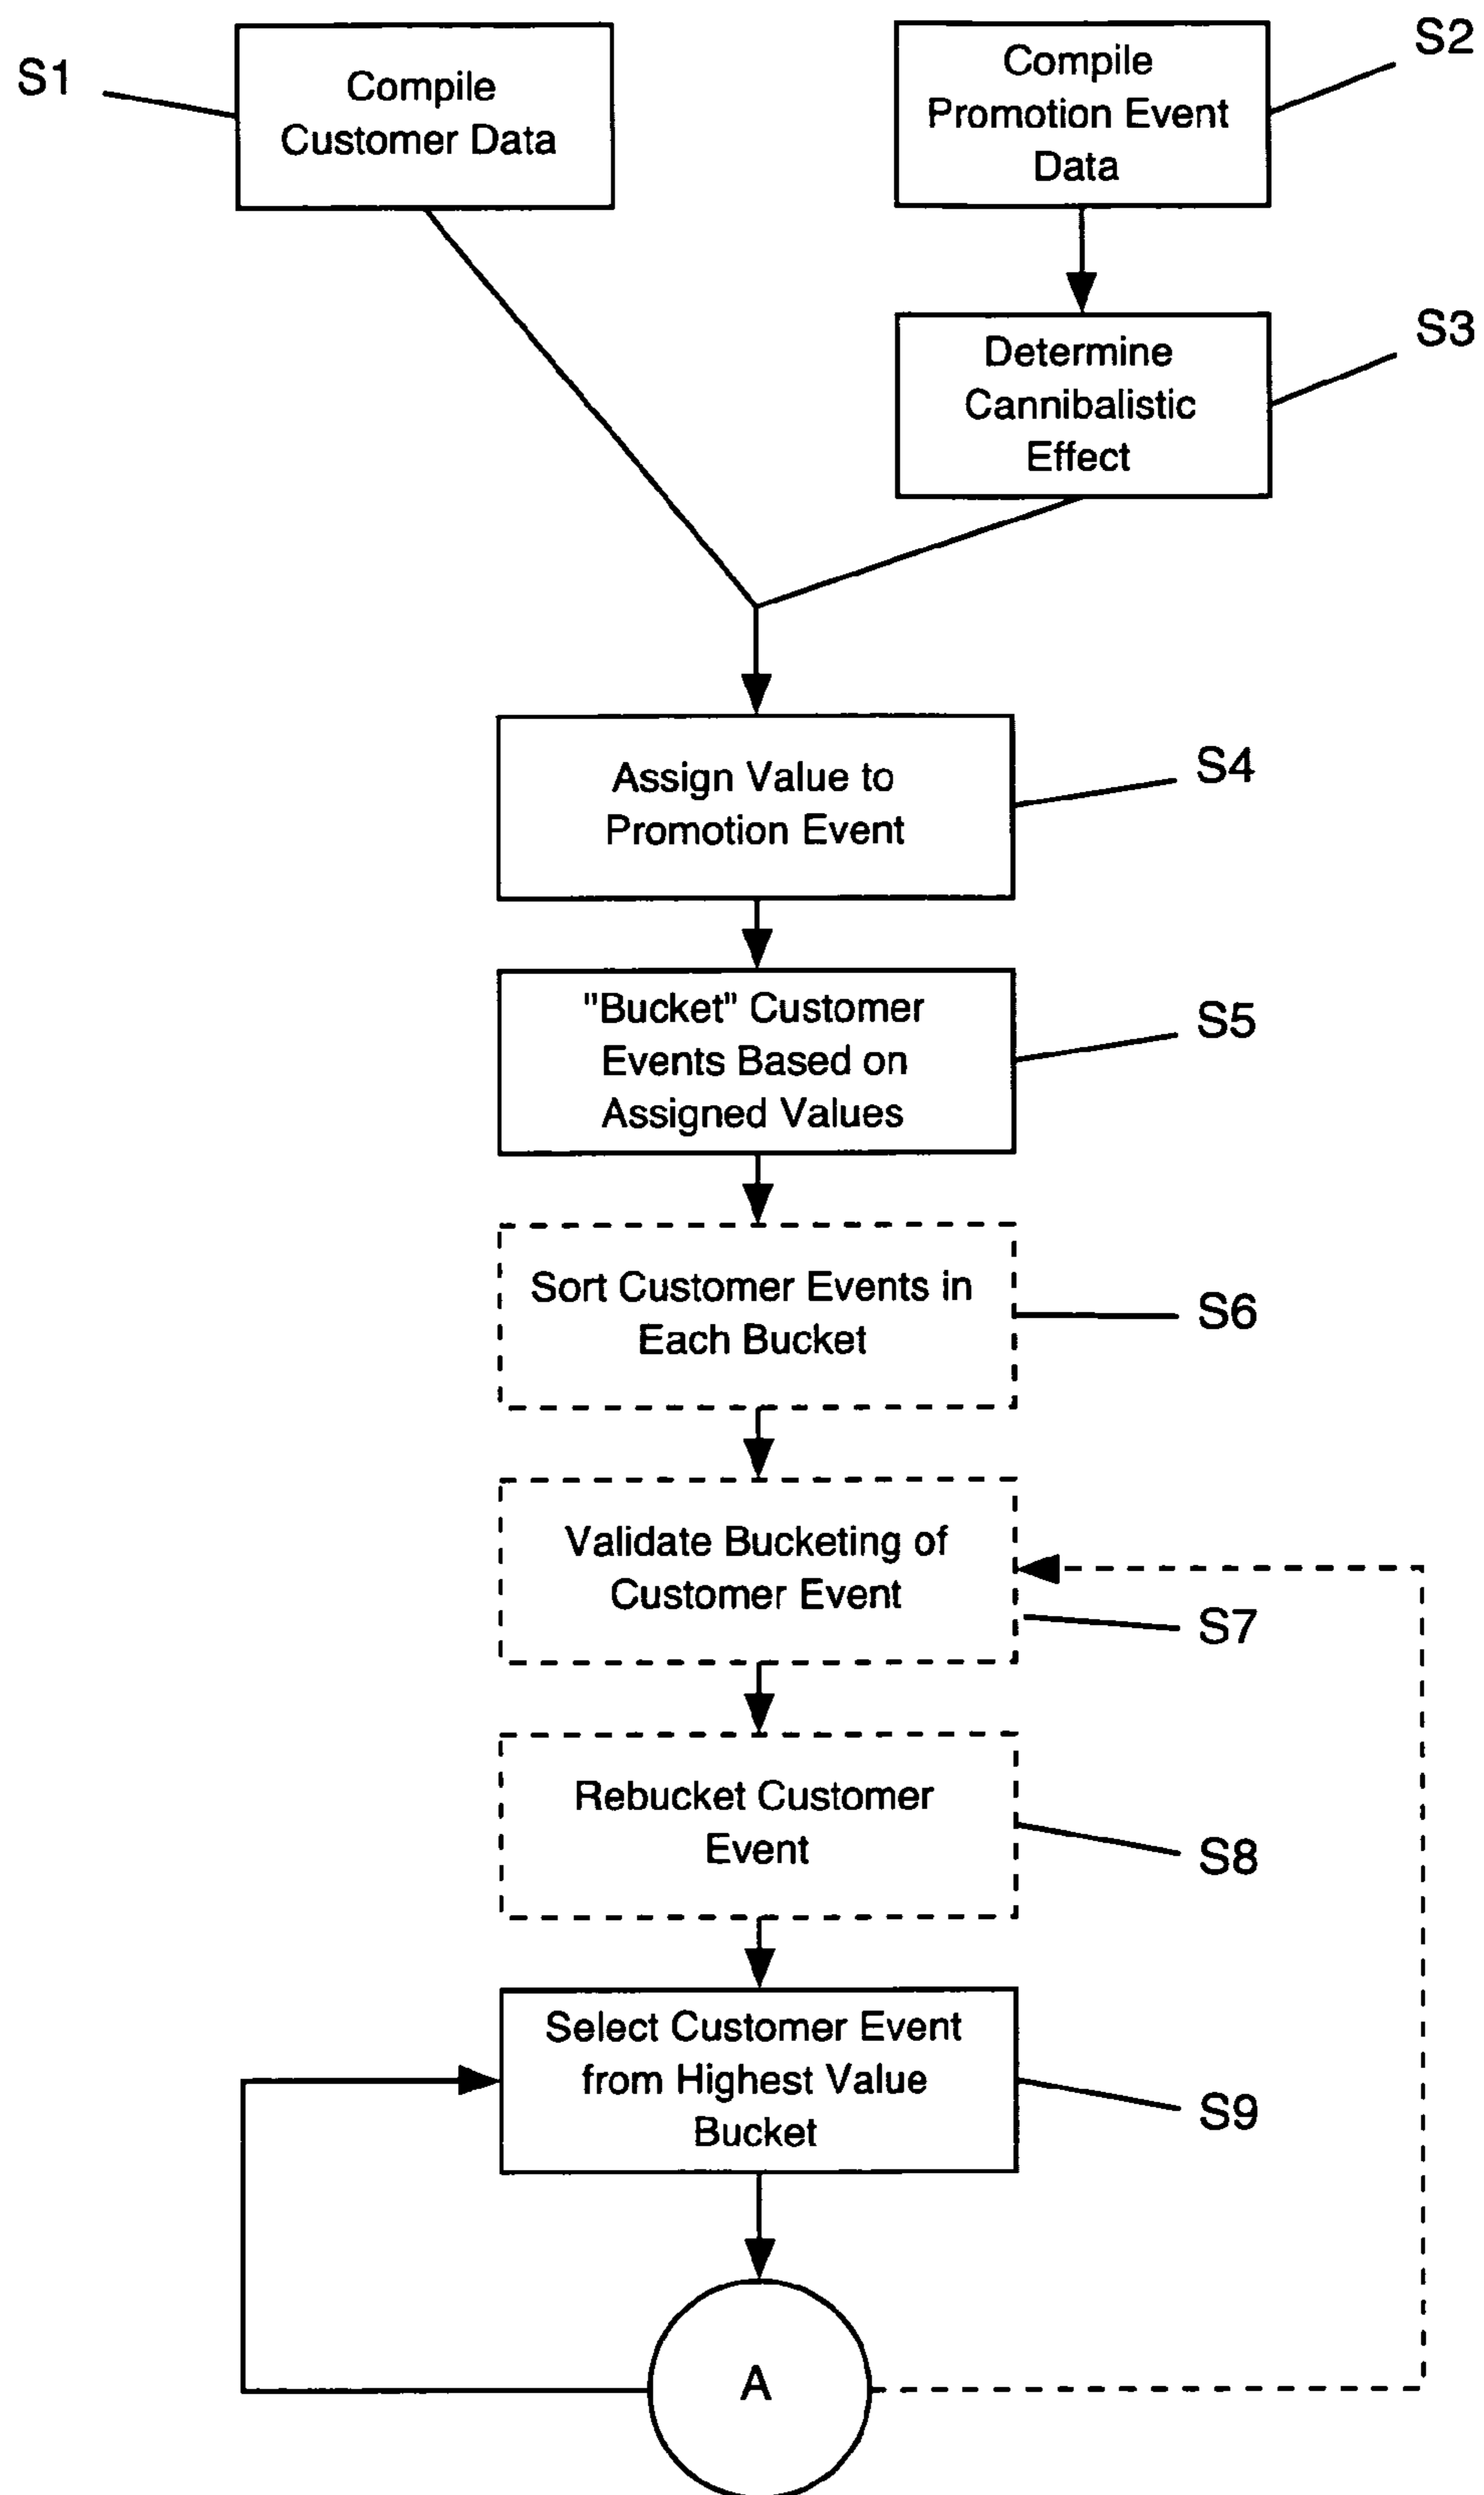 S1
Compile
Customer Data
Compile
Promotion Event
Data
S2
Determine
Cannibalistic
Effect
S3
Assign Value to
Promotion Event
S4
"Bucket" Customer
Events Based on
Assigned Values
S5
Sort Customer Events in
Each Bucket
S6
Validate Bucketing of
Customer Event
S7
Rebucket Customer
Event
S8
Select Customer Event
from Highest Value
Bucket
S9
A